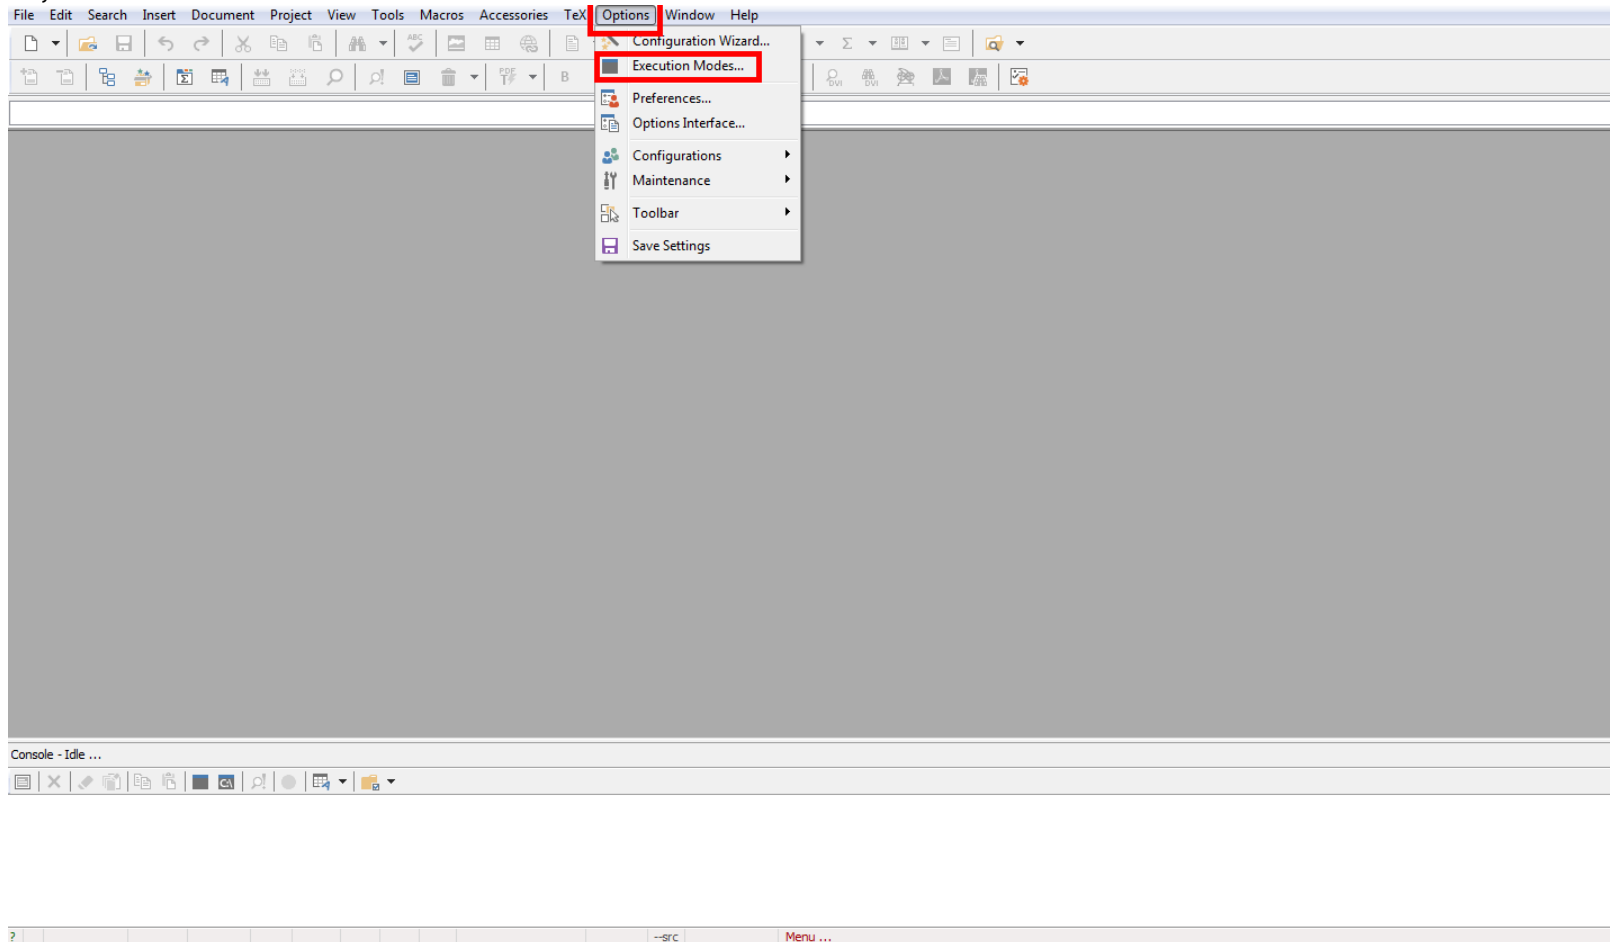 File Edit Search Insert Document Project View Tools Macros Accessories TeX Options Window Help
Configuration Wizard...
Execution Modes...
Preferences...
Options Interface...
Configurations
Maintenance
Toolbar
Save Settings
Console - Idle ...
? --src Menu ...